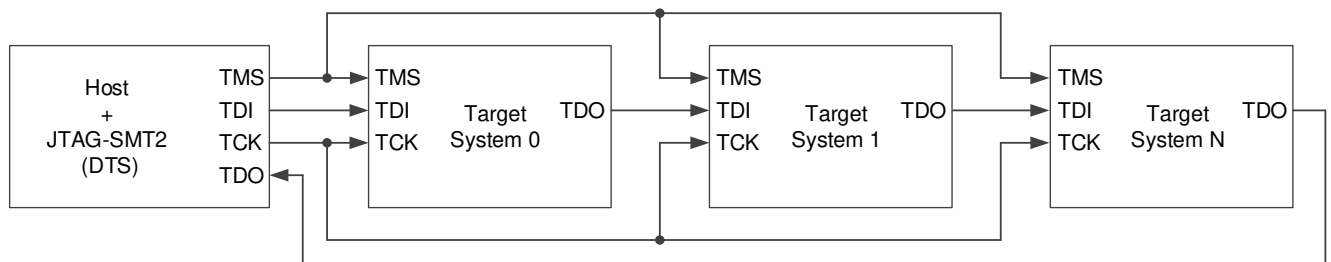 Host
+
JTAG-SMT2
(DTS)
TMS
TDI
TCK
TDO
TMS
TDI
TCK
Target
System 0
TDO
TMS
TDI
TCK
Target
System 1
TDO
TMS
TDI
TCK
Target
System N
TDO